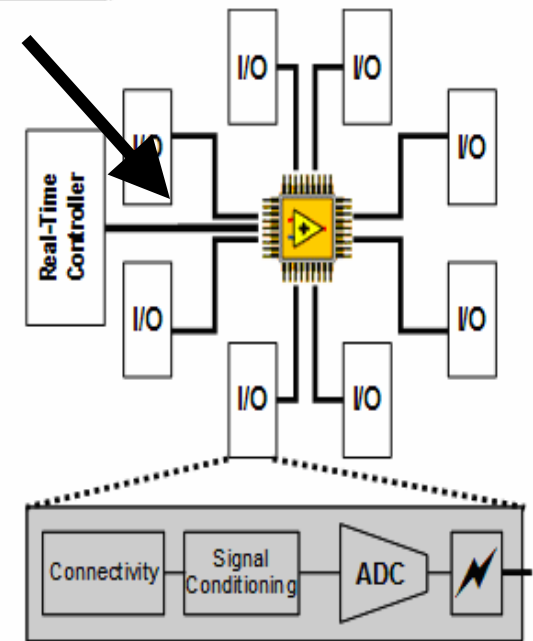 I/O
I/O
I/O
I/O
I/O
Real-Time
Controller
I/O
I/O
I/O
I/O
Connectivity
Signal
Conditioning
ADC